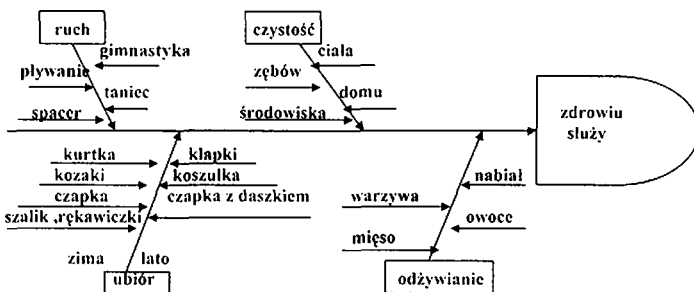 ruch
czystość
gimnastyka
ciała
pływanie
zębów
taniec
domu
spacer
środowiska
zdrowiu
służy
kurtka
klapki
kozaki
koszulka
nabiał
czapka
czapka z daszkiem
warzywa
szalik ,rękawiczki
owoce
mięso
zima
lato
ubiór
odżywianie